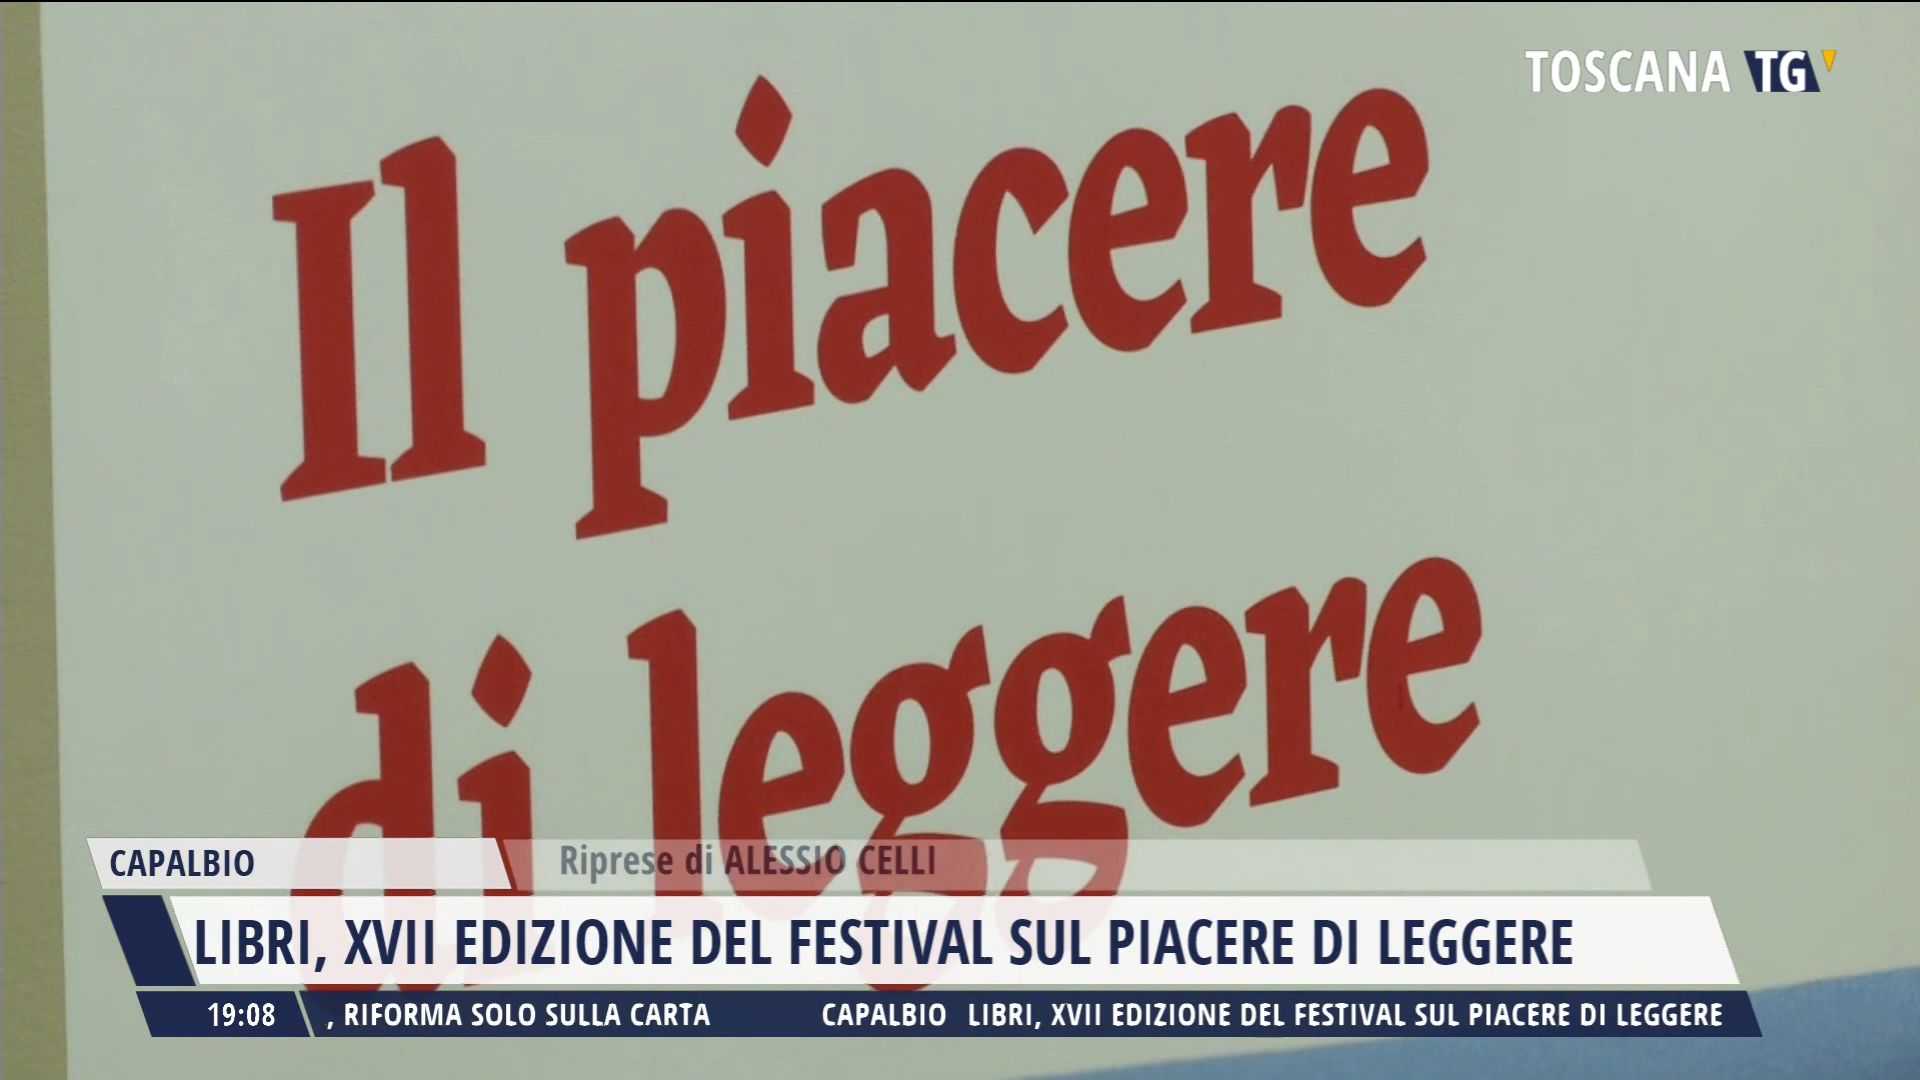 TOSCANA TG
Il piacere
di leggere
CAPALBIO
Riprese di ALESSIO CELLI
LIBRI, XVII EDIZIONE DEL FESTIVAL SUL PIACERE DI LEGGERE
19:08 , RIFORMA SOLO SULLA CARTA CAPALBIO LIBRI, XVII EDIZIONE DEL FESTIVAL SUL PIACERE DI LEGGERE